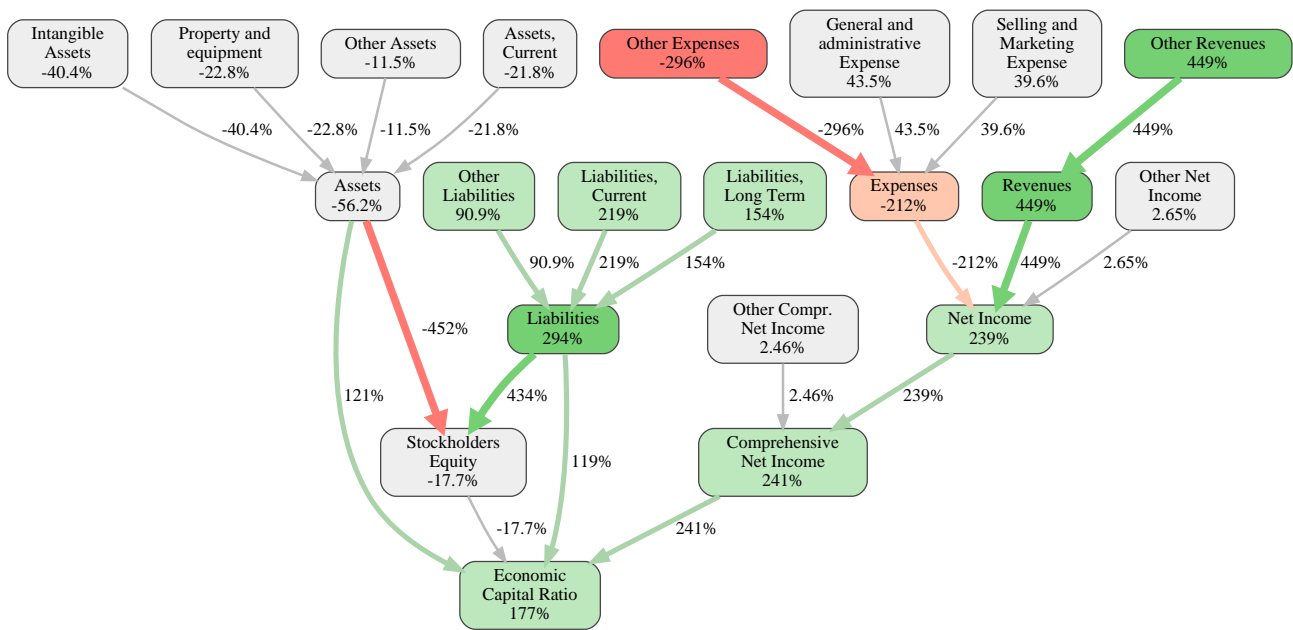 Intangible
Assets
-40.4%
Property and
equipment
-22.8%
Other Assets
-11.5%
Assets,
Current
-21.8%
Other Expenses
-296%
General and
administrative
Expense
43.5%
Selling and
Marketing
Expense
39.6%
Other Revenues
449%
-40.4%
-22.8%
-11.5%
-21.8%
-296%
43.5%
39.6%
449%
Assets
-56.2%
Other
Liabilities
90.9%
Liabilities,
Current
219%
Liabilities,
Long Term
154%
Expenses
-212%
Revenues
449%
Other Net
Income
2.65%
90.9%
219%
154%
-212%
449%
2.65%
-452%
Liabilities
294%
Other Compr.
Net Income
2.46%
Net Income
239%
121%
434%
2.46%
239%
Stockholders
Equity
-17.7%
119%
Comprehensive
Net Income
241%
-17.7%
241%
Economic
Capital Ratio
177%